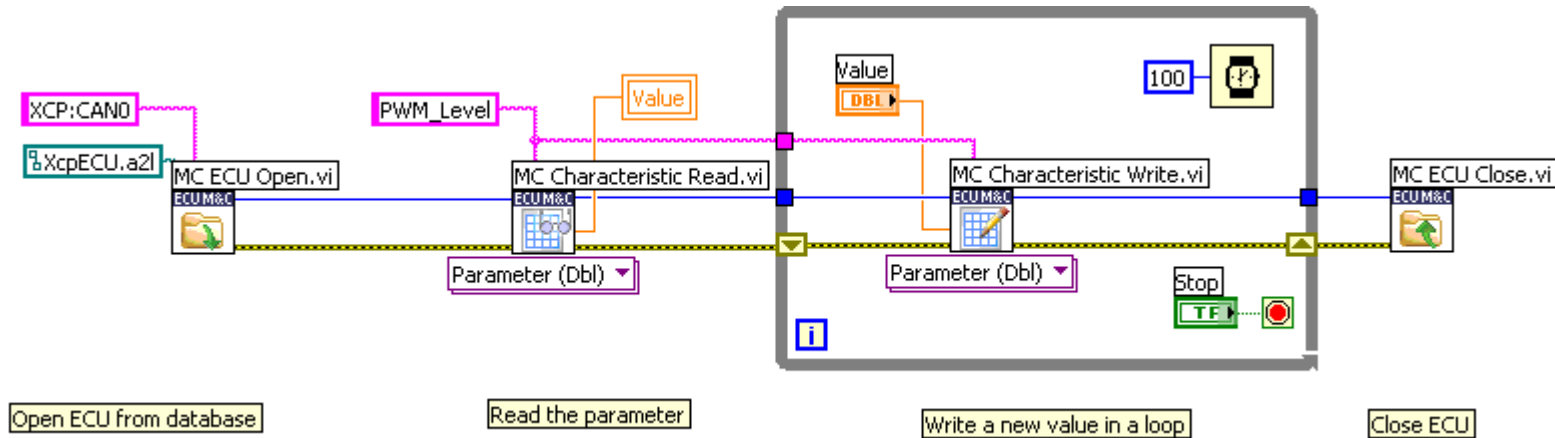 XCP:CAN0
XcpECU.a2l
MC ECU Open.vi
ECU M&C
PWM_Level
Value
MC Characteristic Read.vi
ECU M&C
Parameter (Dbl)
Value
DBL
100
MC Characteristic Write.vi
ECU M&C
Parameter (Dbl)
Stop
TF
i
MC ECU Close.vi
ECU M&C
Open ECU from database
Read the parameter
Write a new value in a loop
Close ECU